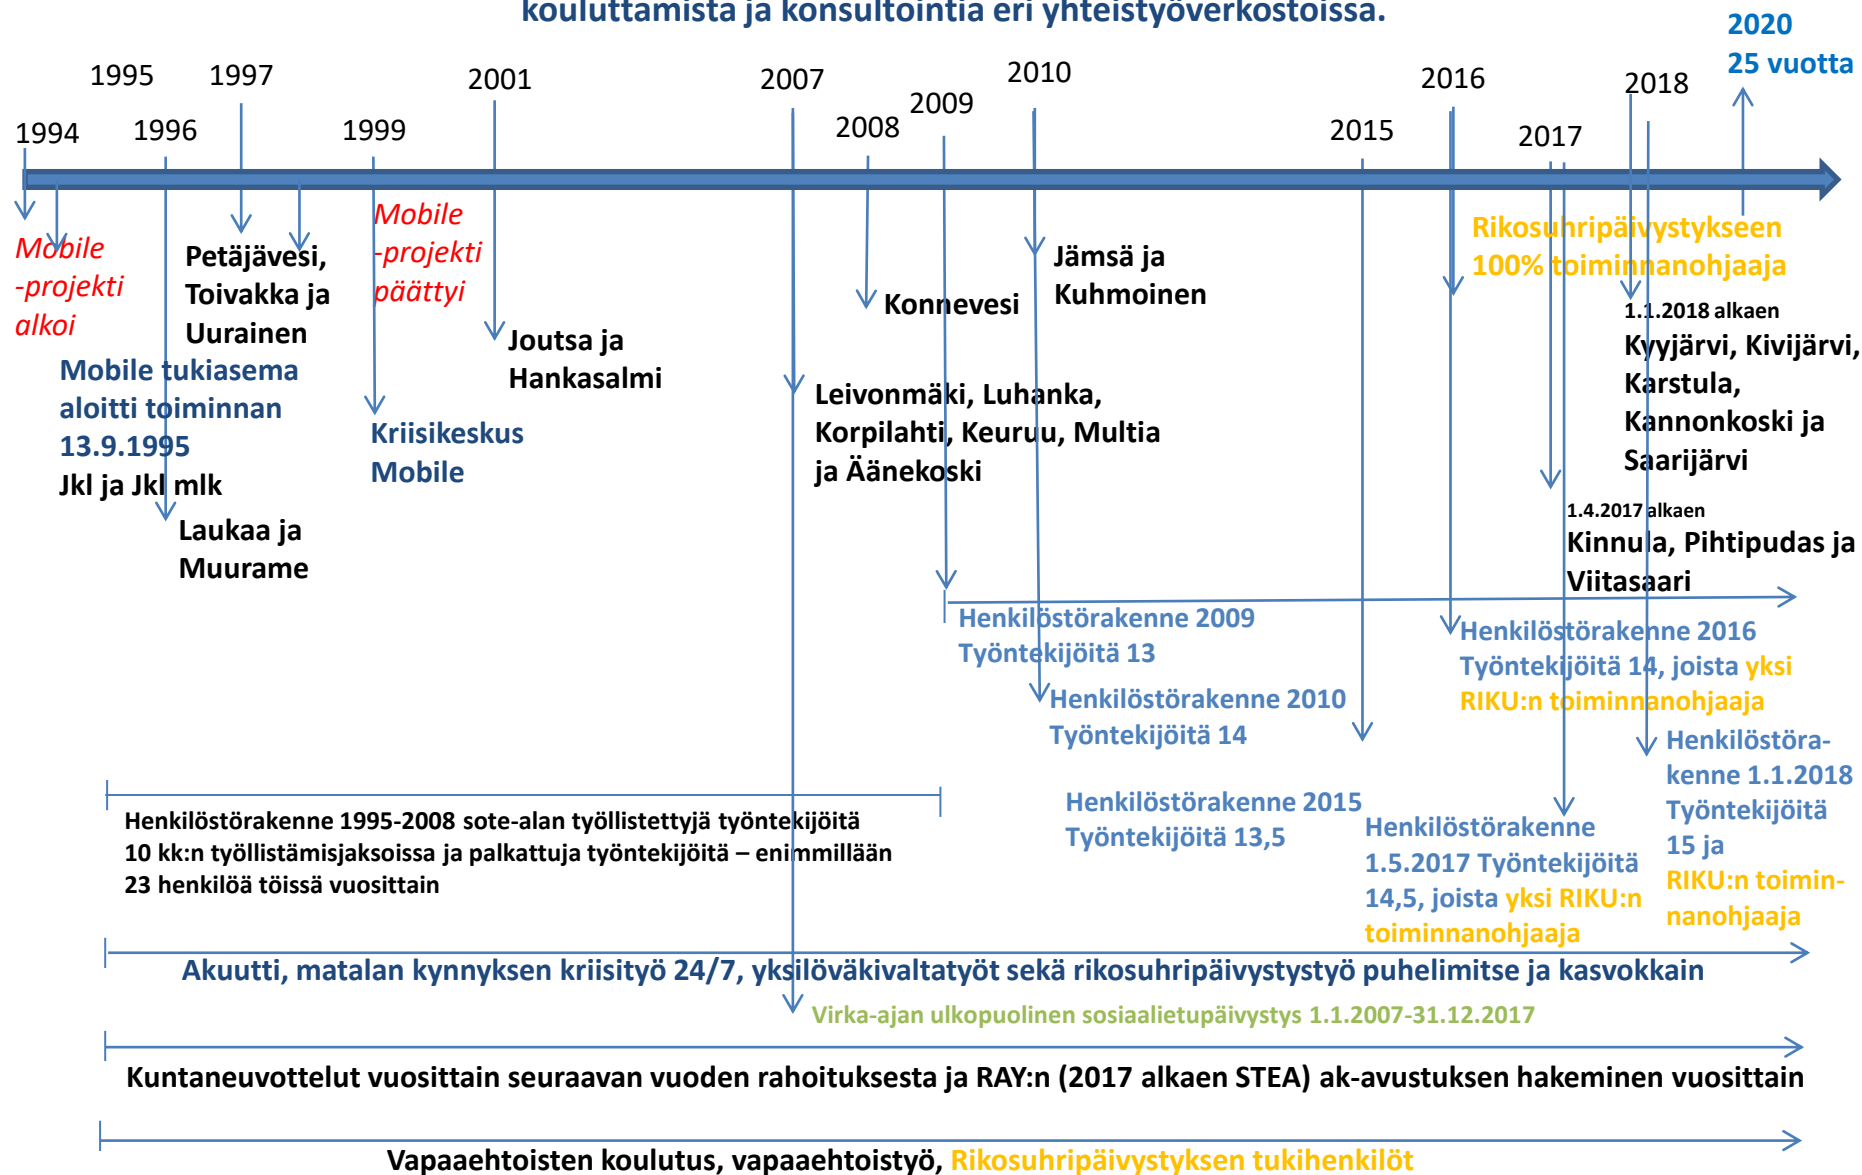 kouluttamista ja konsultointia eri yhteistyöverkostoissa.
2020
25 vuotta
1995
1997
2001
2007
2010
2016
2018
1994
1996
1999
2008
2009
2015
2017
Mobile
-projekti
alkoi
Petäjävesi,
Toivakka ja
Uurainen
Mobile
-projekti
päättyi
Mobile tukiasema
aloitti toiminnan
13.9.1995
Jkl ja Jkl mlk
Laukaa ja
Muurame
Kriisikeskus
Mobile
Joutsa ja
Hankasalmi
Leivonmäki, Luhanka,
Korpilahti, Keuruu, Multia
ja Äänekoski
Konnevesi
Jämsä ja
Kuhmoinen
Rikosuhripäivystykseen
100% toiminnanohjaaja
1.1.2018 alkaen
Kyyjärvi, Kivijärvi,
Karstula,
Kannonkoski ja
Saarijärvi
1.4.2017 alkaen
Kinnula, Pihtipudas ja
Viitasaari
Henkilöstörakenne 2009
Työntekijöitä 13
Henkilöstörakenne 2010
Työntekijöitä 14
Henkilöstörakenne 2015
Työntekijöitä 13,5
Henkilöstörakenne 2016
Työntekijöitä 14, joista yksi
RIKU:n toiminnanohjaaja
Henkilöstörakenne
1.5.2017 Työntekijöitä
14,5, joista yksi RIKU:n
toiminnanohjaaja
Henkilöstöra-
kenne 1.1.2018
Työntekijöitä
15 ja
RIKU:n toimin-
nanohjaaja
Henkilöstörakenne 1995-2008 sote-alan työllistettyjä työntekijöitä
10 kk:n työllistämisjaksoissa ja palkattuja työntekijöitä – enimmillään
23 henkilöä töissä vuosittain
Akuutti, matalan kynnyksen kriisityö 24/7, yksilöväkivaltatyöt sekä rikosuhripäivystystyö puhelimitse ja kasvokkain
Virka-ajan ulkopuolinen sosiaalietupäivystys 1.1.2007-31.12.2017
Kuntaneuvottelut vuosittain seuraavan vuoden rahoituksesta ja RAY:n (2017 alkaen STEA) ak-avustuksen hakeminen vuosittain
Vapaaehtoisten koulutus, vapaaehtoistyö, Rikosuhripäivystyksen tukihenkilöt